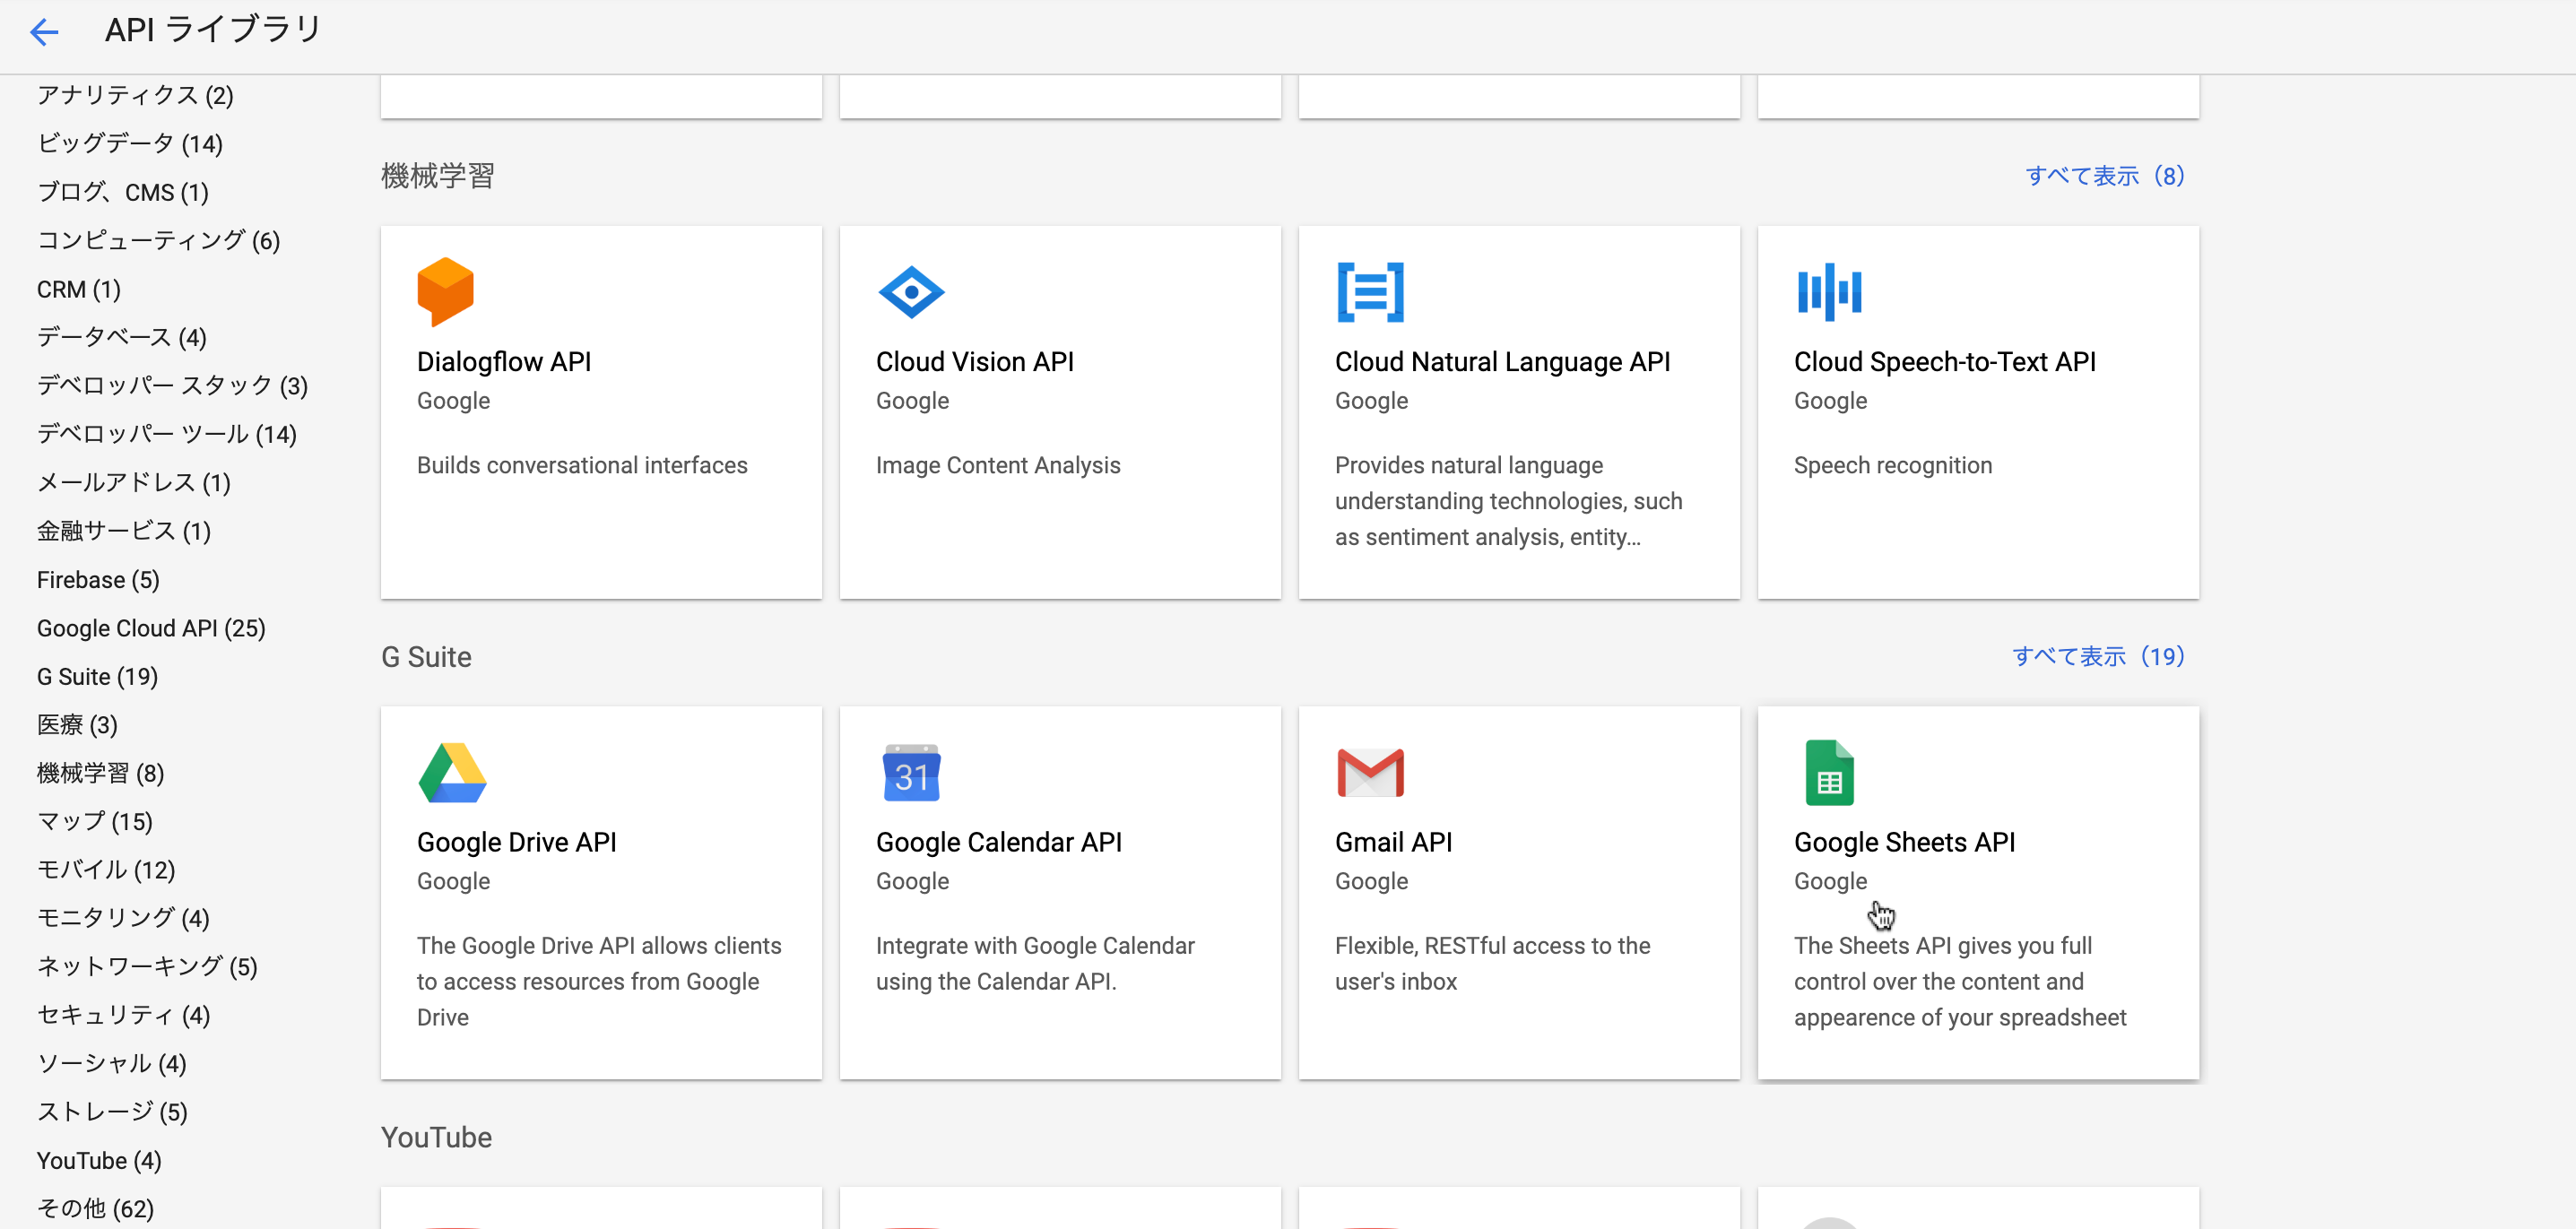 API ライブラリ
アナリティクス (2)
ビッグデータ (14)
ブログ、CMS (1)
コンピューティング (6)
CRM (1)
データベース (4)
デベロッパー スタック (3)
デベロッパー ツール (14)
メールアドレス (1)
金融サービス (1)
Firebase (5)
Google Cloud API (25)
G Suite (19)
医療 (3)
機械学習 (8)
マップ (15)
モバイル (12)
モニタリング (4)
ネットワーキング (5)
セキュリティ (4)
ソーシャル (4)
ストレージ (5)
YouTube (4)
その他 (62)
機械学習
すべて表示（8）
Dialogflow API
Google
Builds conversational interfaces
Cloud Vision API
Google
Image Content Analysis
Cloud Natural Language API
Google
Provides natural language
understanding technologies, such
as sentiment analysis, entity...
Cloud Speech-to-Text API
Google
Speech recognition
G Suite
すべて表示（19）
Google Drive API
Google
The Google Drive API allows clients
to access resources from Google
Drive
31
Google Calendar API
Google
Integrate with Google Calendar
using the Calendar API.
Gmail API
Google
Flexible, RESTful access to the
user's inbox
Google Sheets API
Google
The Sheets API gives you full
control over the content and
appearence of your spreadsheet
YouTube